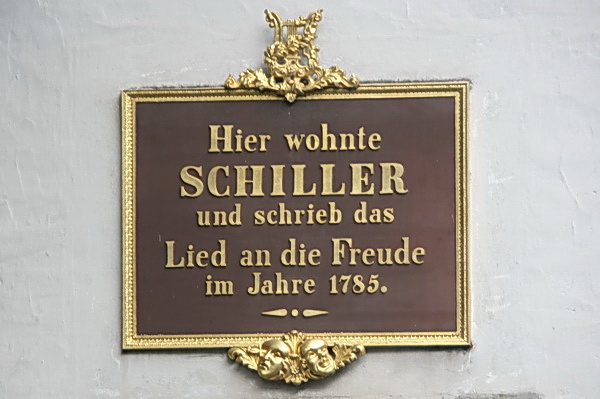 Hier wohnte
SCHILLER
und schrieb das
Lied an die Freude
im Jahre 1785.